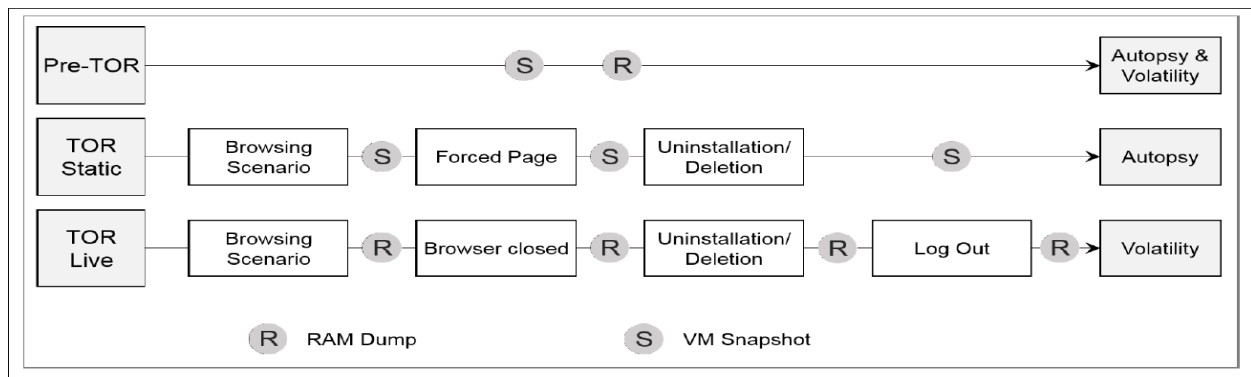 Pre-TOR
S
R
Autopsy &
Volatility
TOR
Static
Browsing
Scenario
S
Forced Page
S
Uninstallation/
Deletion
S
Autopsy
TOR
Live
Browsing
Scenario
R
Browser closed
R
Uninstallation/
Deletion
R
Log Out
R
Volatility
R
RAM Dump
S
VM Snapshot